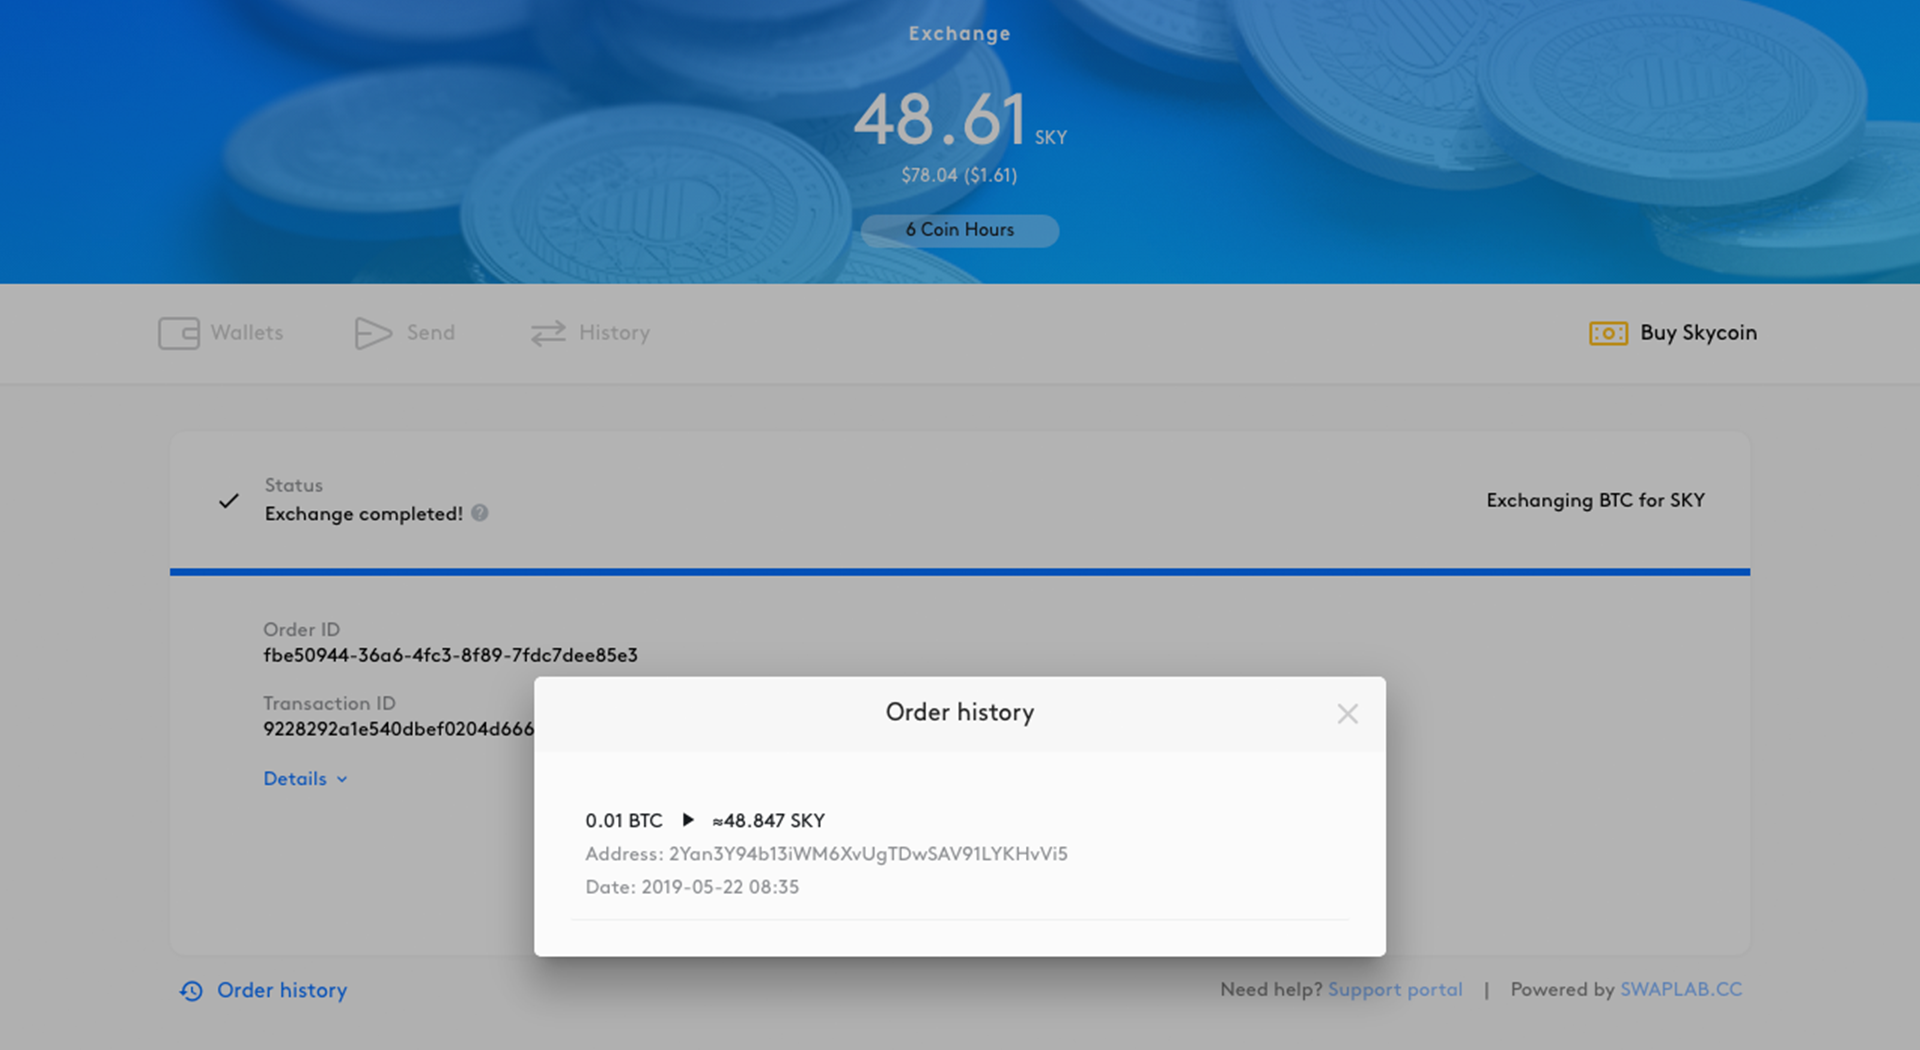 Exchange
48.61 SKY
$78.04 ($1.61)
6 Coin Hours
Wallets
Send
History
Buy Skycoin
Status
Exchange completed! ?
Exchanging BTC for SKY
Order ID
fbe50944-36a6-4fc3-8f89-7fdc7dee85e3
Transaction ID
9228292a1e540dbef0204d666
Details
Order history
0.01 BTC ▶ ≈48.847 SKY
Address: 2Yan3Y94b13iWM6XvUgTDwSAV91LYKHvVi5
Date: 2019-05-22 08:35
Order history
Need help? Support portal | Powered by SWAPLAB.CC